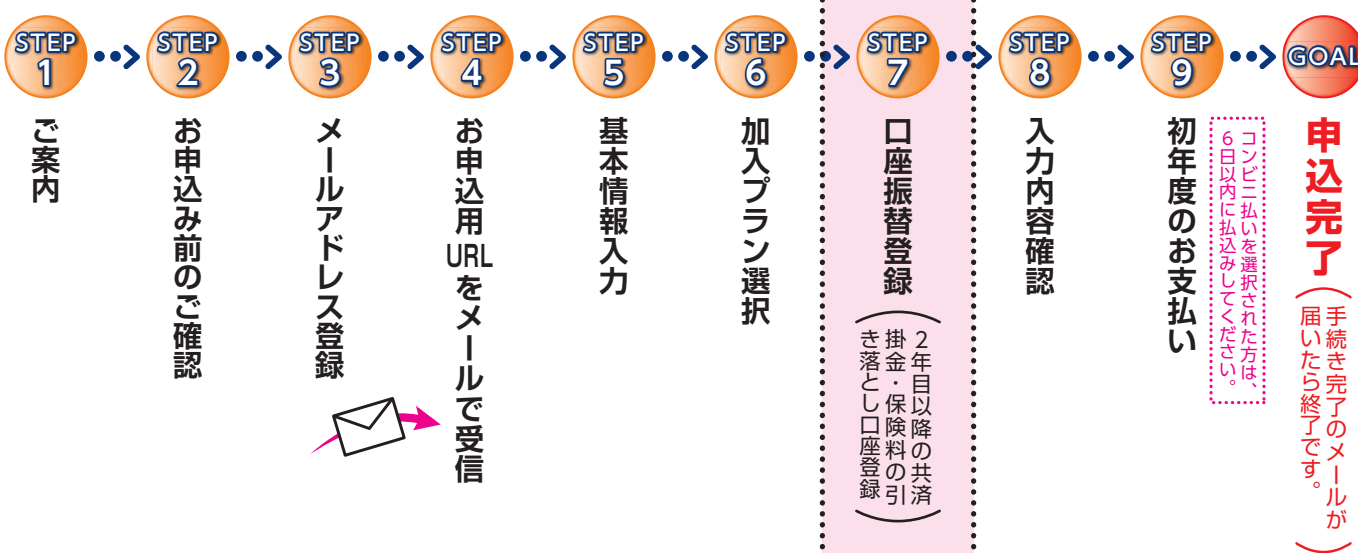 STEP
1
ご案内
STEP
2
お申込み前のご確認
STEP
3
メールアドレス登録
STEP
4
お申込用URLをメールで受信
STEP
5
基本情報入力
STEP
6
加入プラン選択
STEP
7
口座振替登録
（２年目以降の共済
掛金・保険料の引
き落とし口座登録）
STEP
8
入力内容確認
STEP
9
初年度のお支払い
コンビニ払いを選択された方は、
６日以内に払込みしてください。
GOAL
申込完了
（手続き完了のメールが
届いたら終了です。）